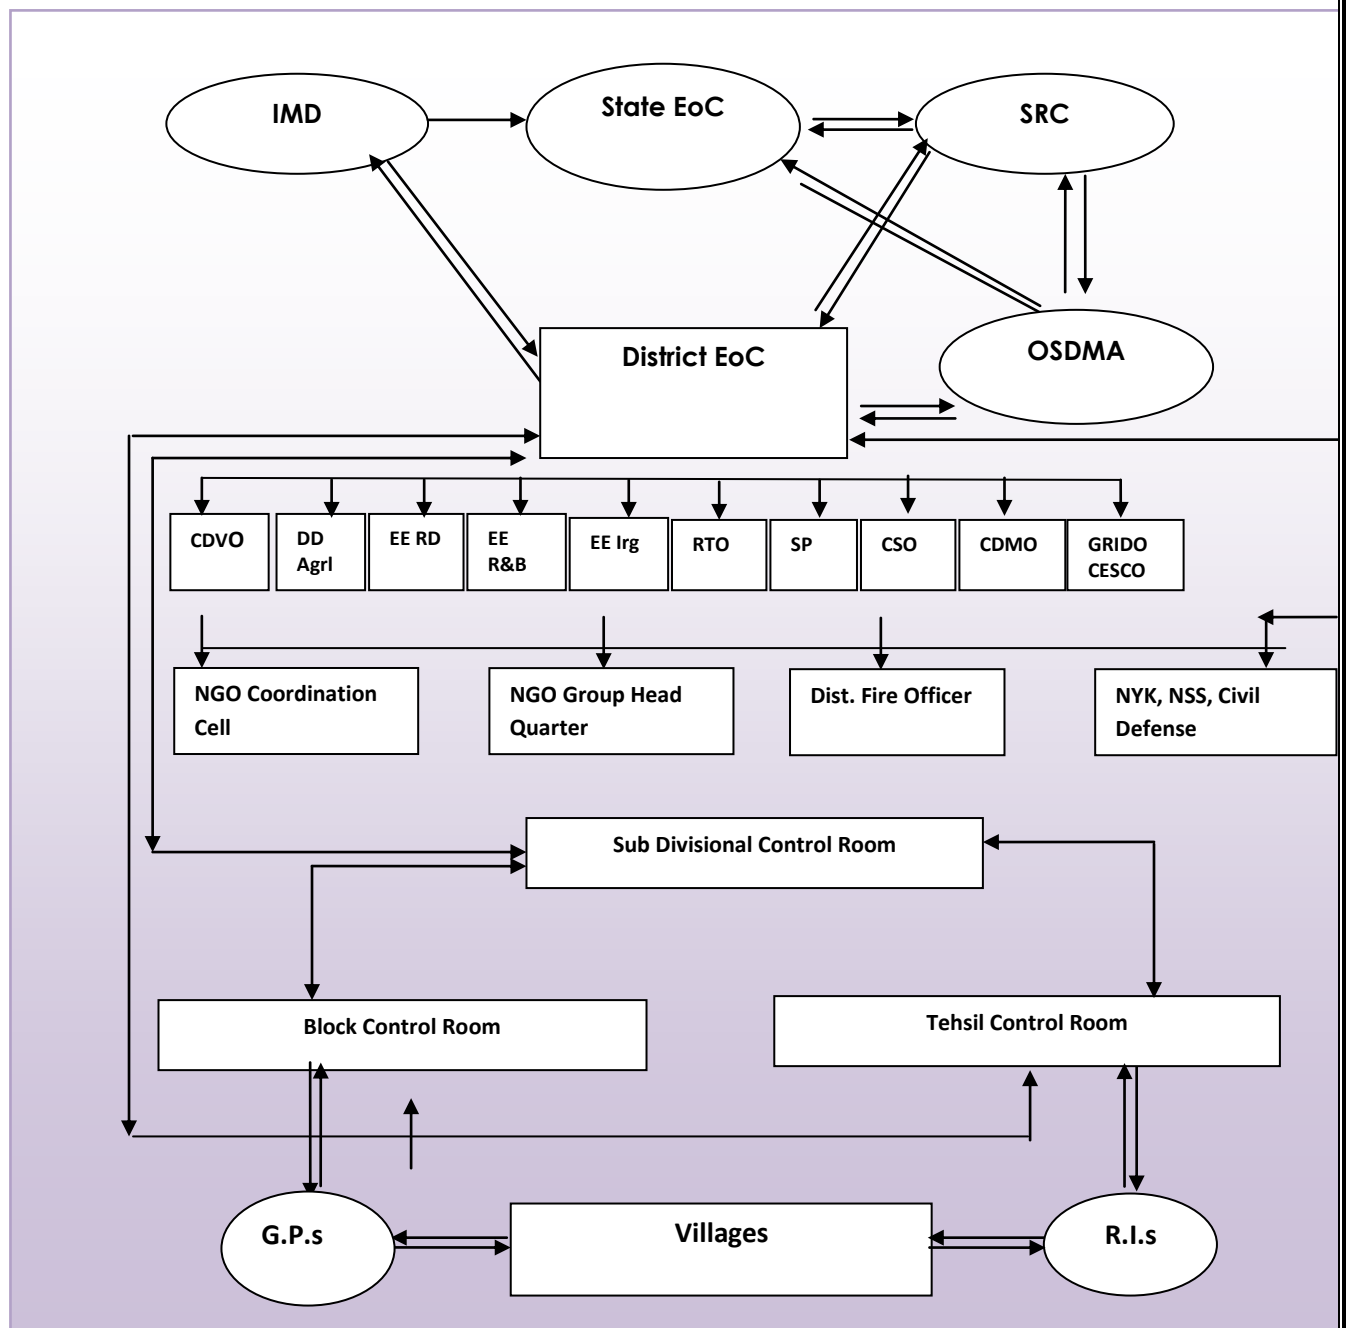 IMD
State EoC
SRC
District EoC
OSDMA
CDVO
DD
Agrl
EE RD
EE
R&B
EE Irg
RTO
SP
CSO
CDMO
GRIDO
CESCO
NGO Coordination
Cell
NGO Group Head
Quarter
Dist. Fire Officer
NYK, NSS, Civil
Defense
Sub Divisional Control Room
Block Control Room
Tehsil Control Room
G.P.s
Villages
R.I.s